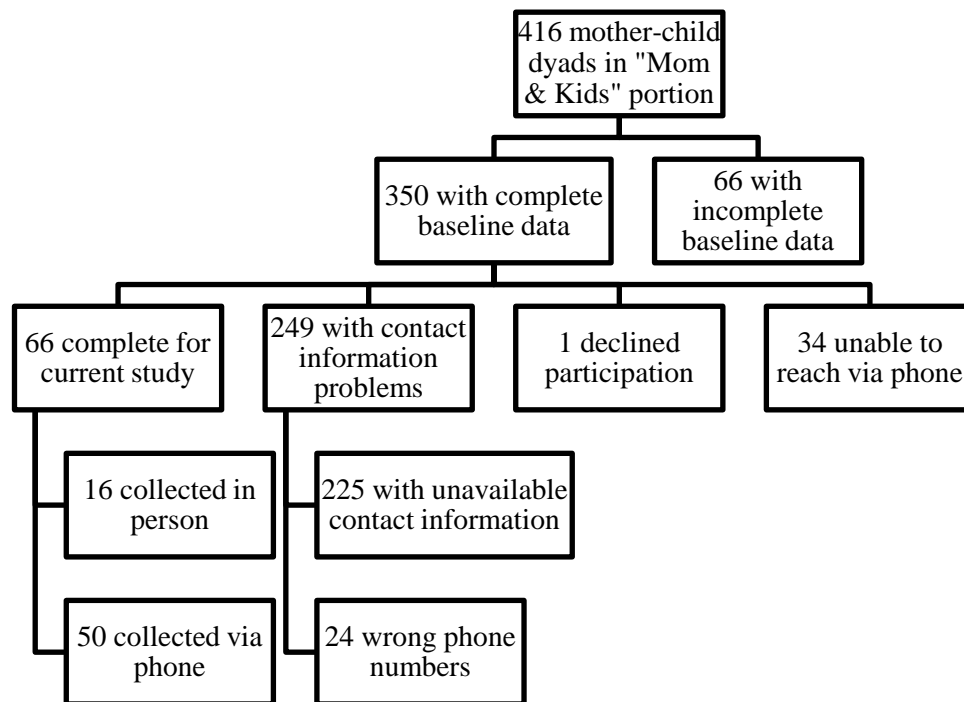 416 mother-child
dyads in "Mom
& Kids" portion
350 with complete
baseline data
66 with
incomplete
baseline data
66 complete for
current study
249 with contact
information
problems
1 declined
participation
34 unable to
reach via phone
16 collected in
person
225 with unavailable
contact information
50 collected via
phone
24 wrong phone
numbers